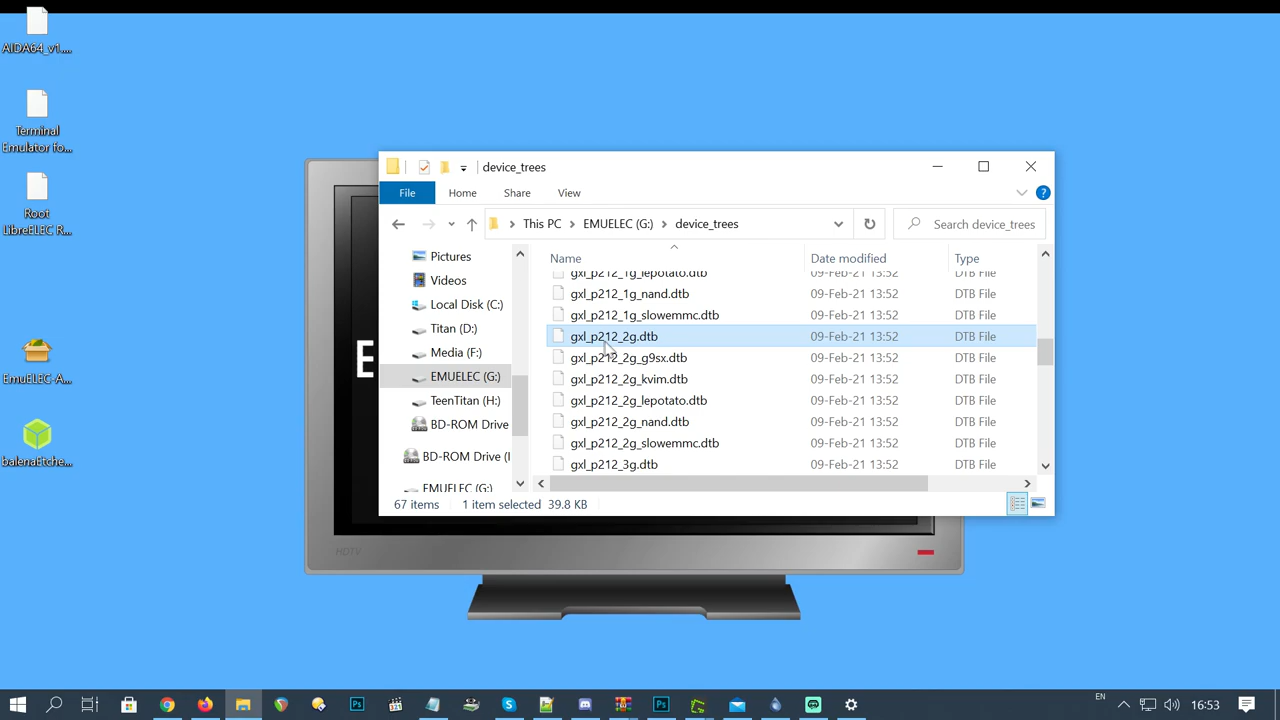 AIDA64_v1....
Terminal
Emulator fo...
Root
LibreELEC R...
EmuELEC-A...
balenaEtche...
device_trees
File
Home
Share
View
This PC
EMUELEC (G:)
device_trees
Search device_trees
Pictures
Videos
Local Disk (C:)
Titan (D:)
Media (F:)
EMUELEC (G:)
TeenTitan (H:)
BD-ROM Drive
BD-ROM Drive (I
EMUELEC (G:)
Name
Date modified
Type
gxl_p212_1g_lepotato.dtb 09-Feb-21 13:52 DTB File
gxl_p212_1g_nand.dtb 09-Feb-21 13:52 DTB File
gxl_p212_1g_slowemmc.dtb 09-Feb-21 13:52 DTB File
gxl_p212_2g.dtb 09-Feb-21 13:52 DTB File
gxl_p212_2g_g9sx.dtb 09-Feb-21 13:52 DTB File
gxl_p212_2g_kvim.dtb 09-Feb-21 13:52 DTB File
gxl_p212_2g_lepotato.dtb 09-Feb-21 13:52 DTB File
gxl_p212_2g_nand.dtb 09-Feb-21 13:52 DTB File
gxl_p212_2g_slowemmc.dtb 09-Feb-21 13:52 DTB File
gxl_p212_3g.dtb 09-Feb-21 13:52 DTB File
67 items 1 item selected 39.8 KB
E
HDTV
EN
16:53